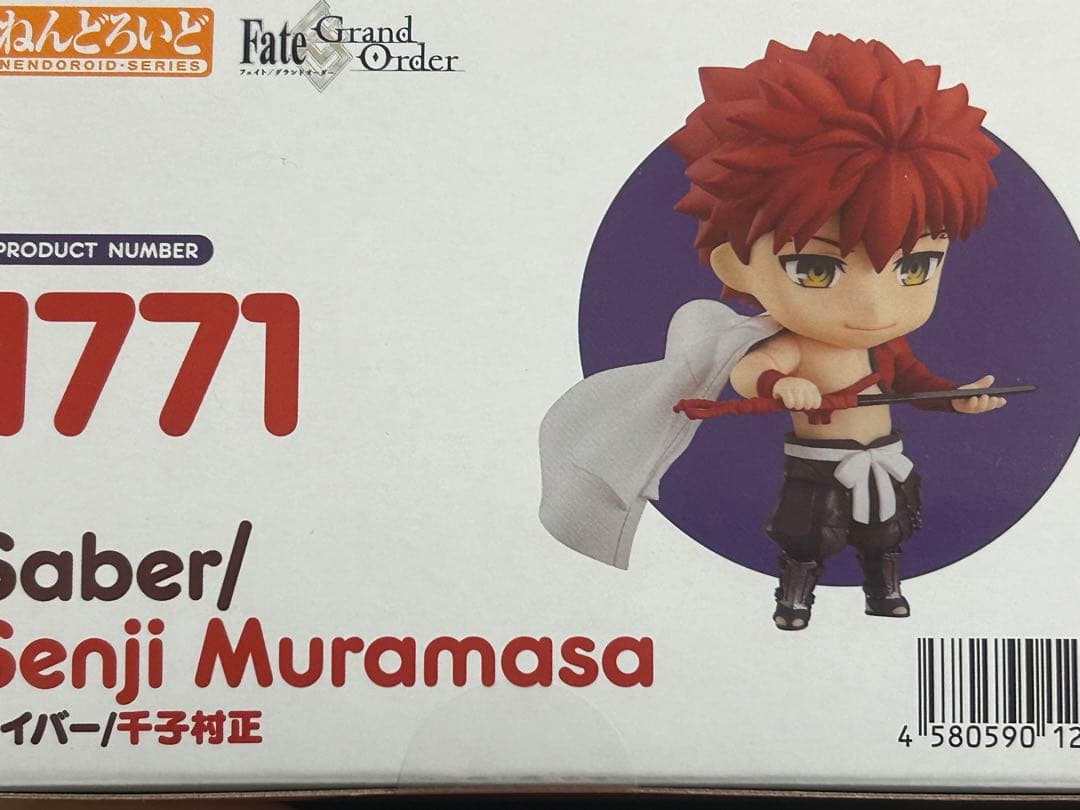 ねんどろいど
NENDOROID·SERIES
Fate Grand Order
フェイト/グランドオーダー
PRODUCT NUMBER
1771
Saber/
Senji Muramasa
イバー/千子村正
4 580590 12